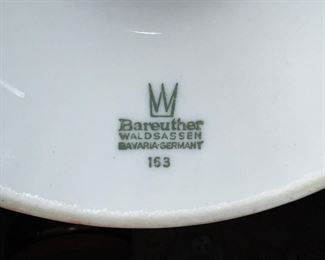 Bareuther
WALDSASSEN
BAVARIA-GERMANY
163